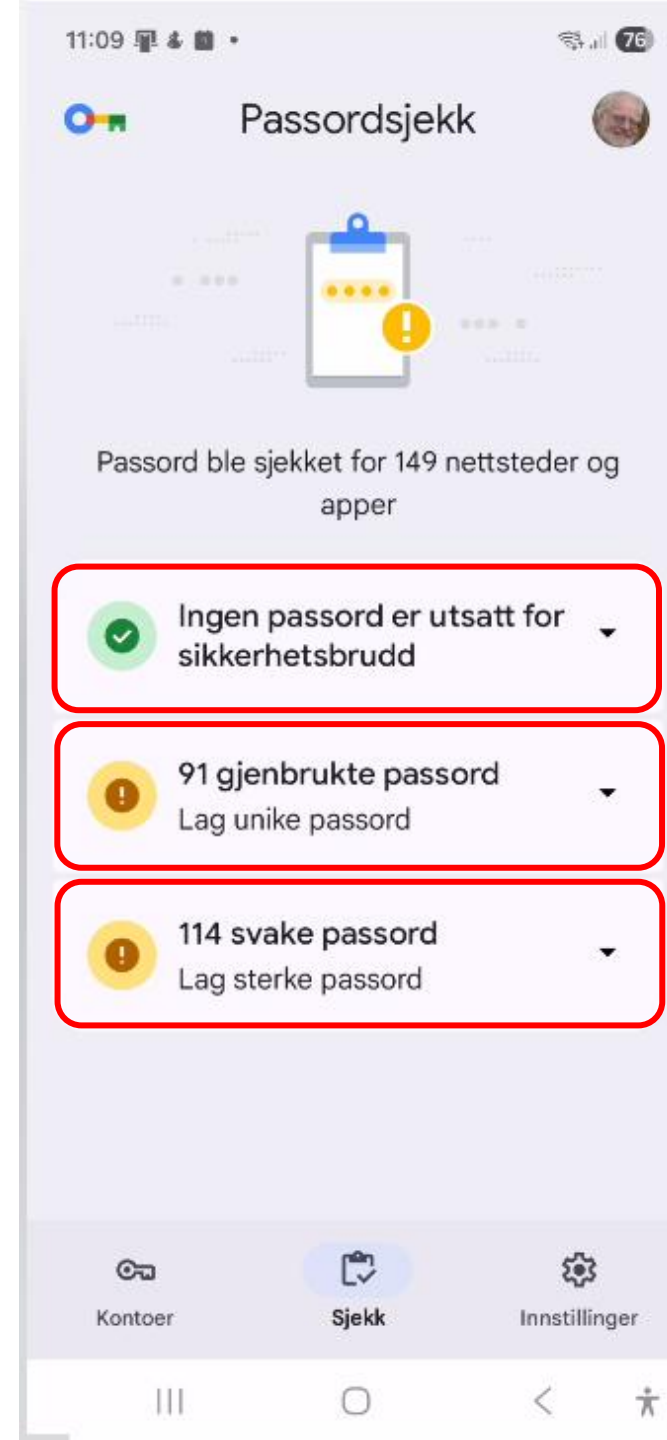 11:09
76
Passordsjekk
Passord ble sjekket for 149 nettsteder og
apper
Ingen passord er utsatt for
sikkerhetsbrudd
91 gjenbrukte passord
Lag unike passord
114 svake passord
Lag sterke passord
Kontoer
Sjekk
Innstillinger